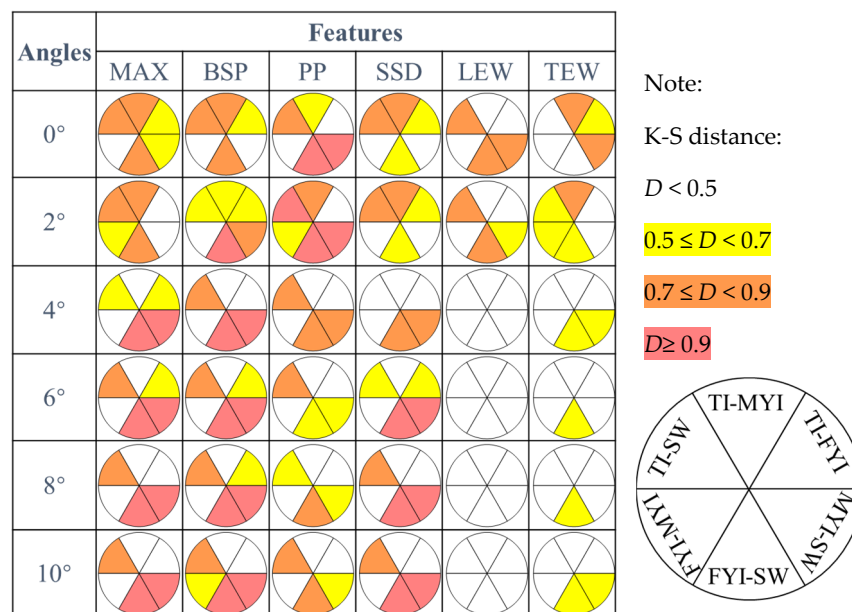 Features
Angles
MAX BSP PP SSD LEW TEW
0°
2°
4°
6°
8°
10°
Note:
K-S distance:
D < 0.5
0.5 ≤ D < 0.7
0.7 ≤ D < 0.9
D≥ 0.9
TI-MYI
TI-SW
TI-FYI
FYI-MYI
MYI-SW
FYI-SW